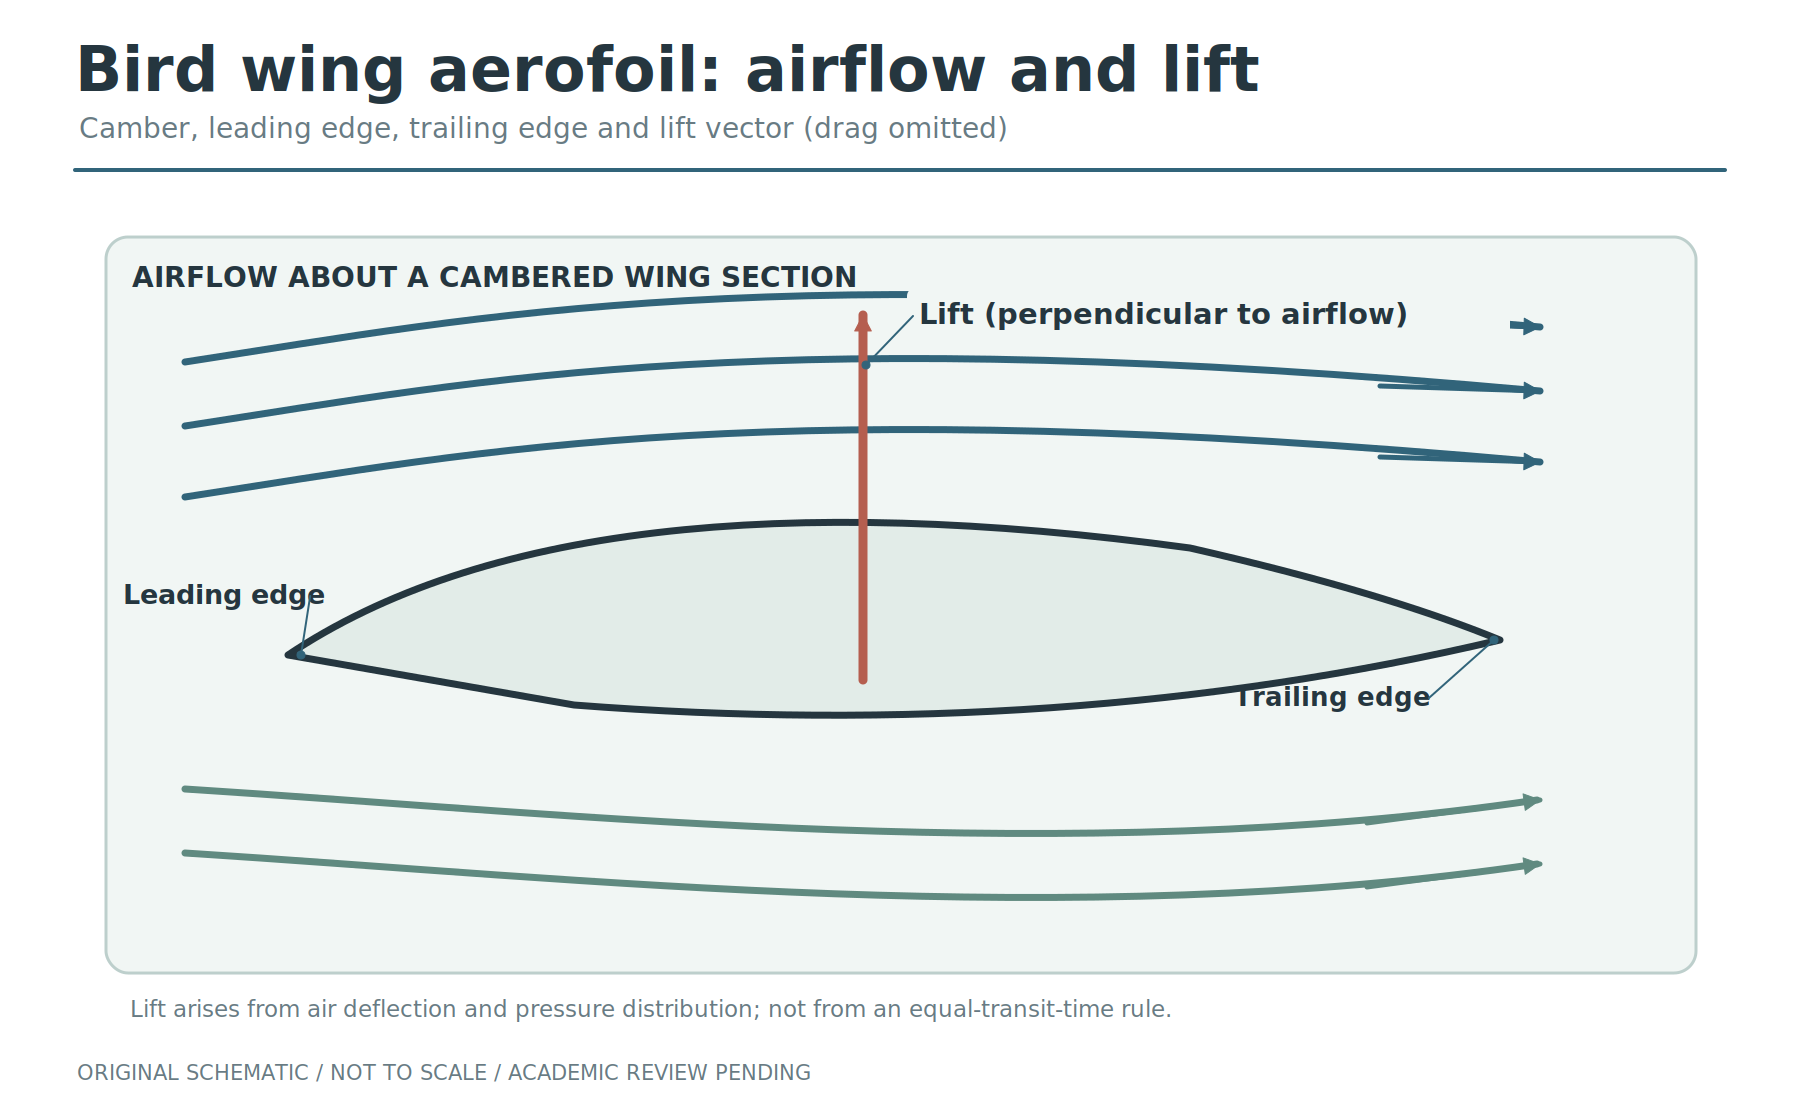 Bird wing aerofoil: airflow and lift
Camber, leading edge, trailing edge and lift vector (drag omitted)
AIRFLOW ABOUT A CAMBERED WING SECTION
Lift (perpendicular to airflow)
Leading edge
Trailing edge
Lift arises from air deflection and pressure distribution; not from an equal-transit-time rule.
ORIGINAL SCHEMATIC / NOT TO SCALE / ACADEMIC REVIEW PENDING